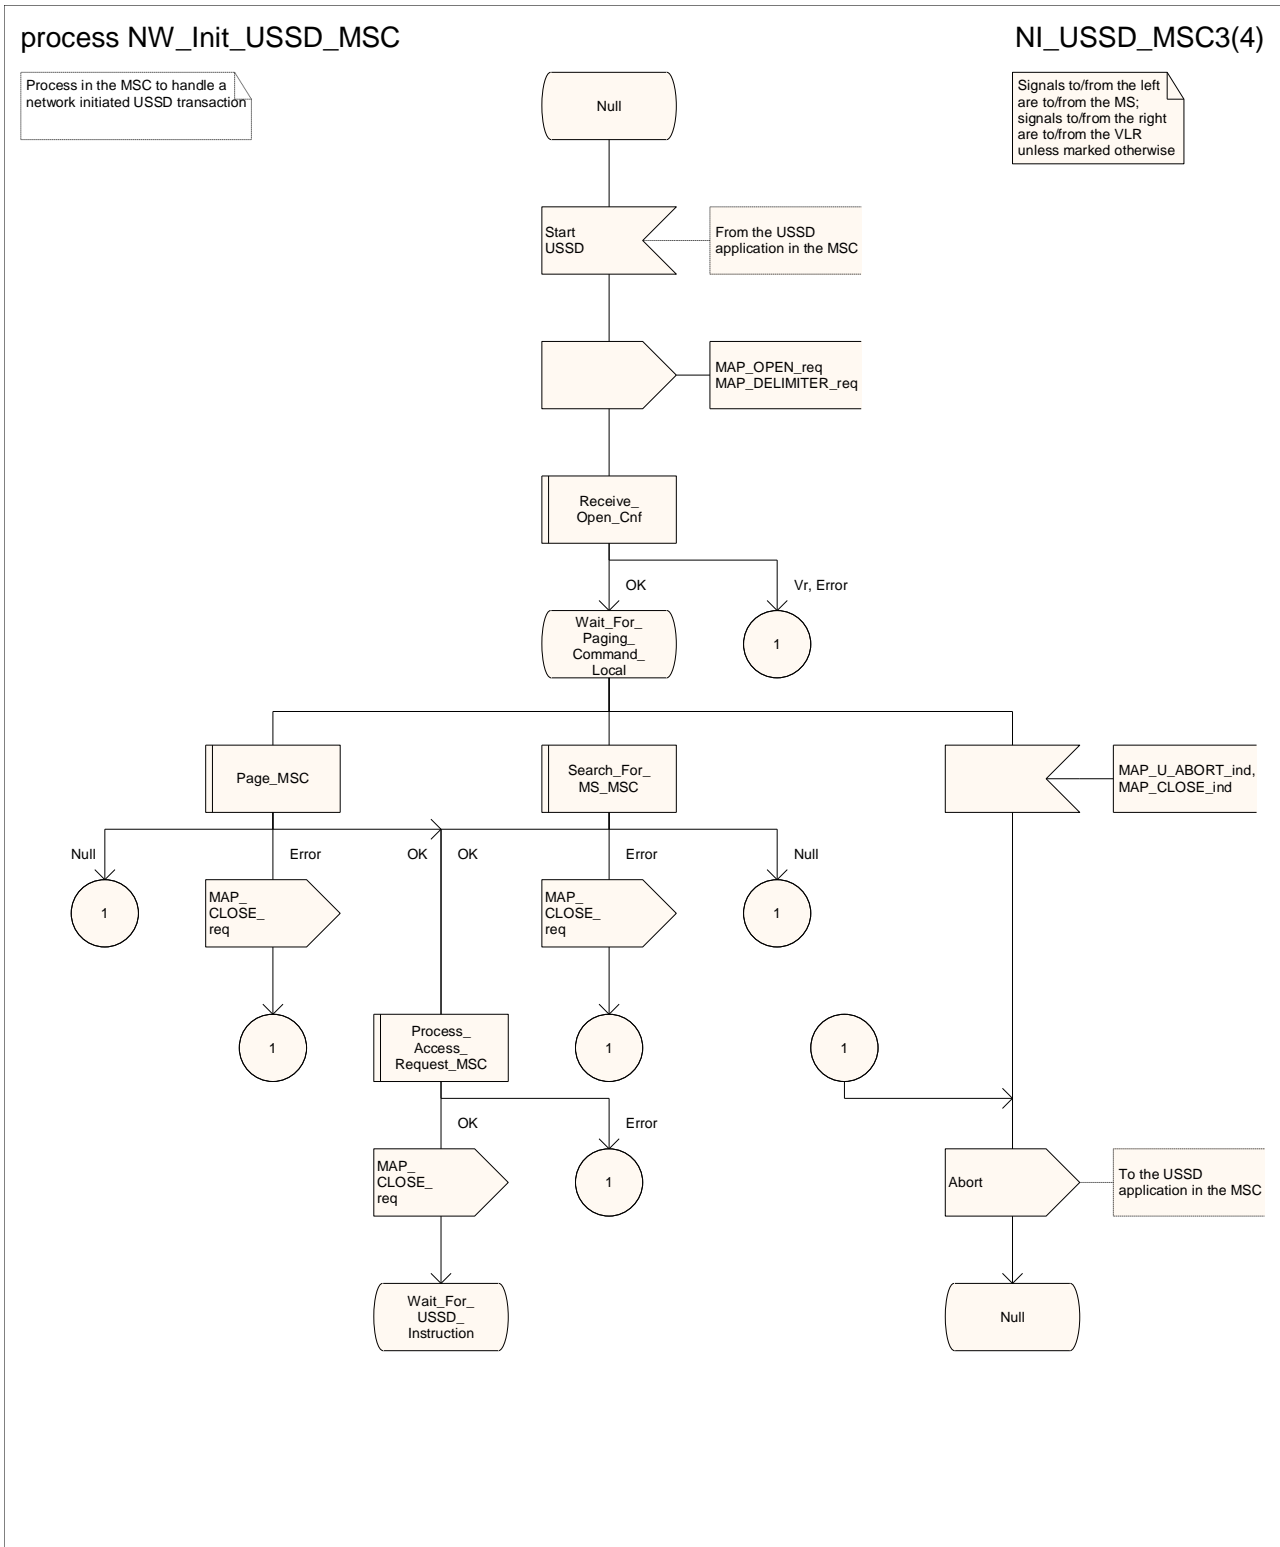 process NW_Init_USSD_MSC
NI_USSD_MSC3(4)
Process in the MSC to handle a
network initiated USSD transaction
Signals to/from the left
are to/from the MS;
signals to/from the right
are to/from the VLR
unless marked otherwise
Null
Start
USSD
From the USSD
application in the MSC
MAP_OPEN_req
MAP_DELIMITER_req
Receive_
Open_Cnf
OK
Vr, Error
Wait_For_
Paging_
Command_
Local
1
Page_MSC
Search_For_
MS_MSC
MAP_U_ABORT_ind,
MAP_CLOSE_ind
Null
Error
OK
OK
Error
Null
1
MAP_
CLOSE_
req
MAP_
CLOSE_
req
1
1
Process_
Access_
Request_MSC
1
1
OK
Error
MAP_
CLOSE_
req
1
Abort
To the USSD
application in the MSC
Wait_For_
USSD_
Instruction
Null